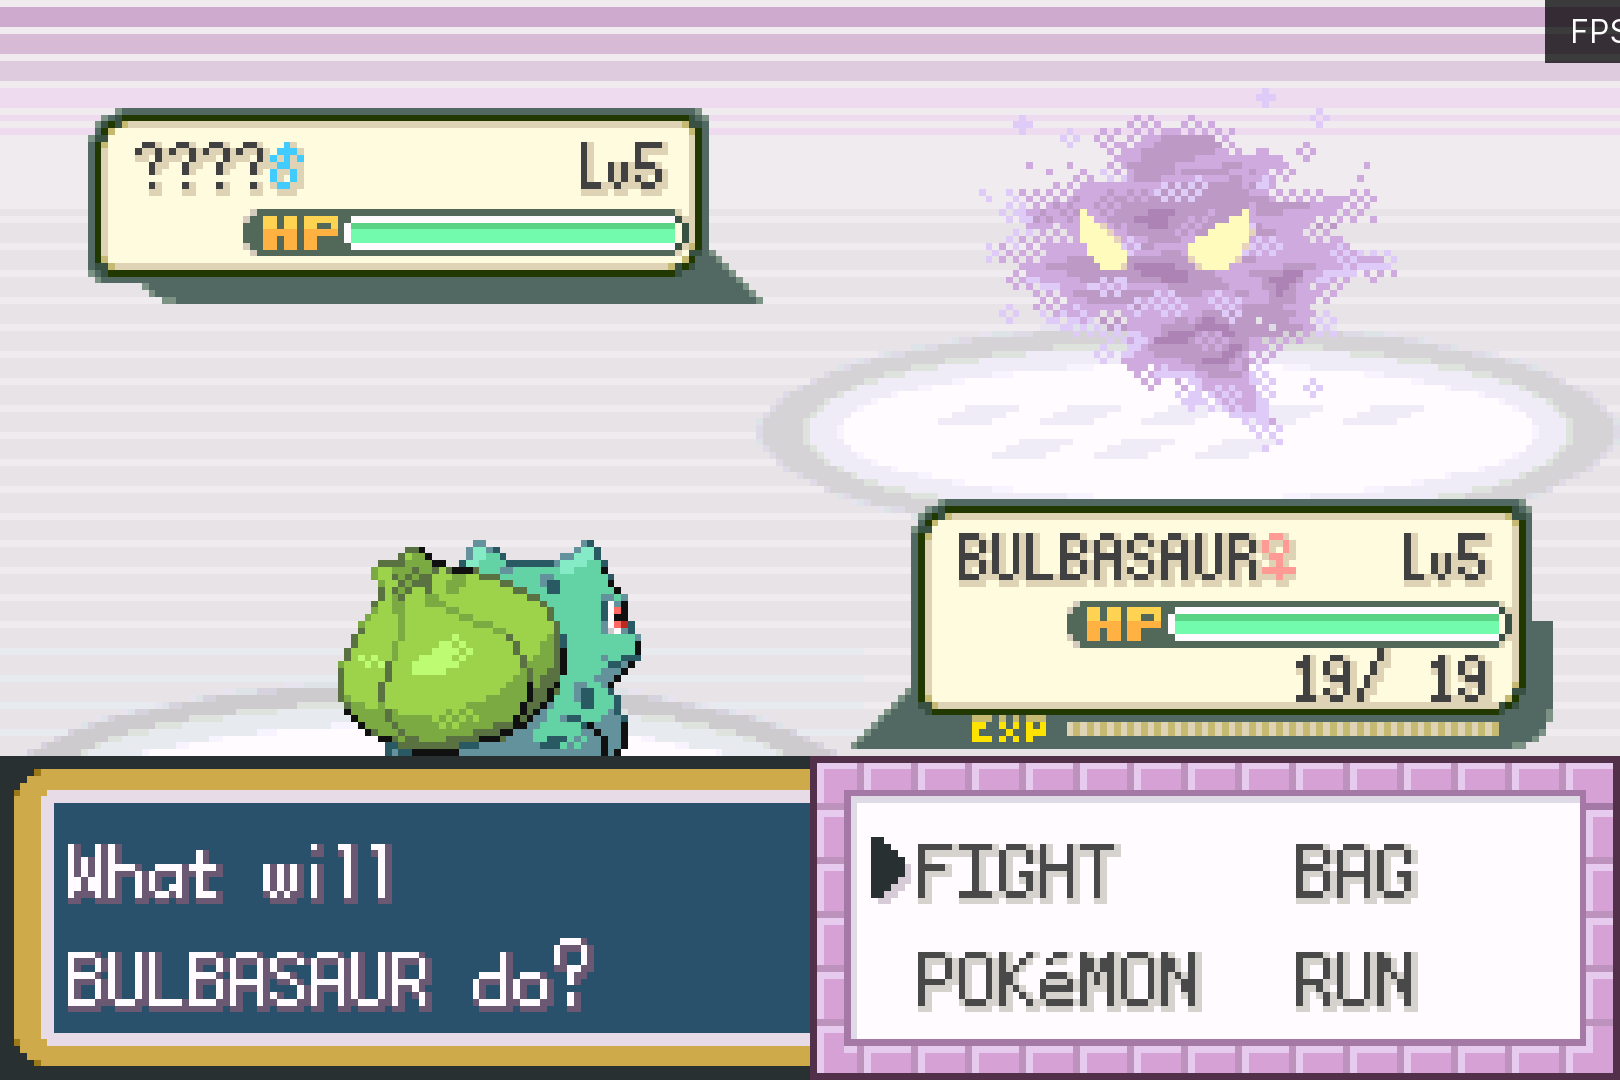 FPS
????♂ Lv5
HP
BULBASAUR♀ Lv5
HP
19/ 19
EXP
What will
BULBASAUR do?
FIGHT BAG
POKéMON RUN